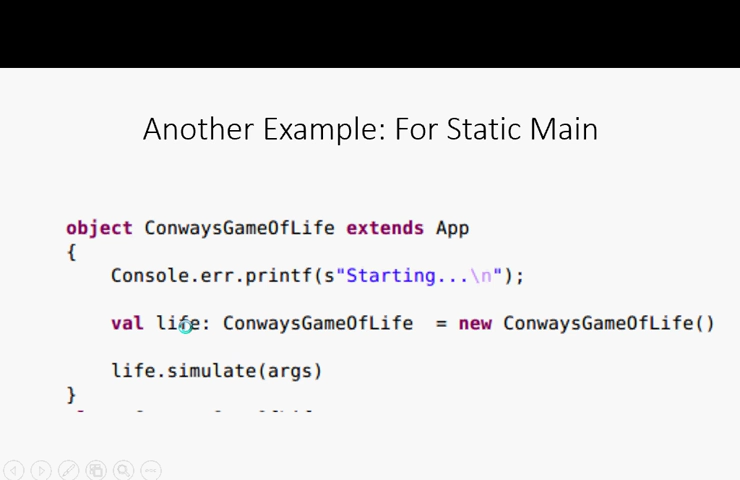 Another Example: For Static Main
object ConwaysGameOfLife extends App
{
Console.err.printf(s"Starting...\n");
val life: ConwaysGameOfLife = new ConwaysGameOfLife()
life.simulate(args)
}